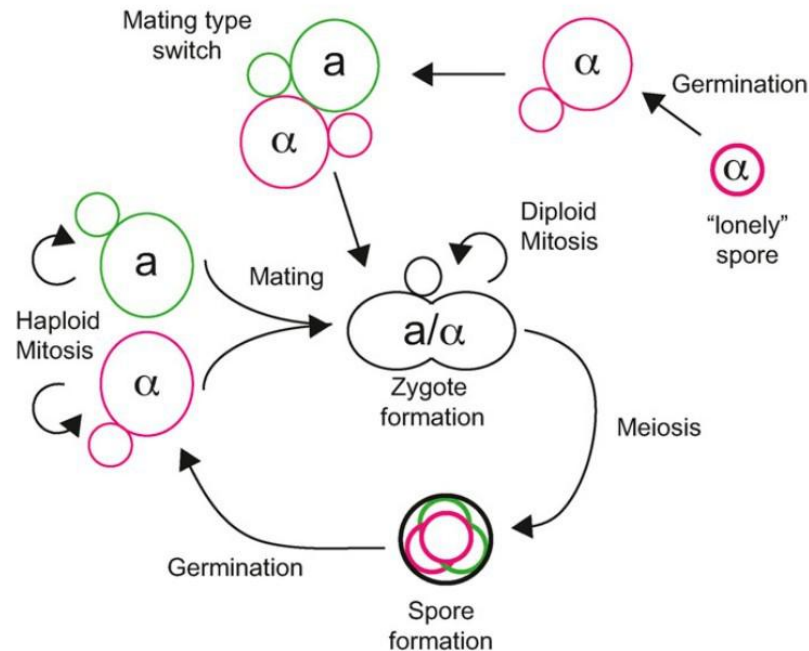 Mating type
switch
a
α
α
Germination
α
"lonely"
spore
a
Haploid
Mitosis
α
Mating
Diploid
Mitosis
a/α
Zygote
formation
Meiosis
Germination
Spore
formation